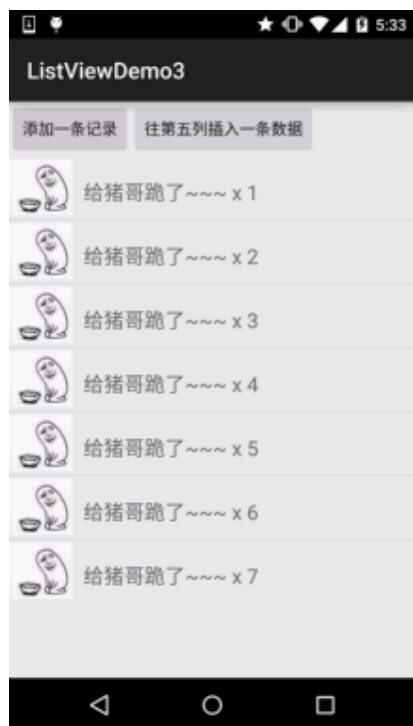 5:33
ListViewDemo3
添加一条记录 往第五列插入一条数据
给猪哥跪了~~~ x 1
给猪哥跪了~~~ x 2
给猪哥跪了~~~ x 3
给猪哥跪了~~~ x 4
给猪哥跪了~~~ x 5
给猪哥跪了~~~ x 6
给猪哥跪了~~~ x 7